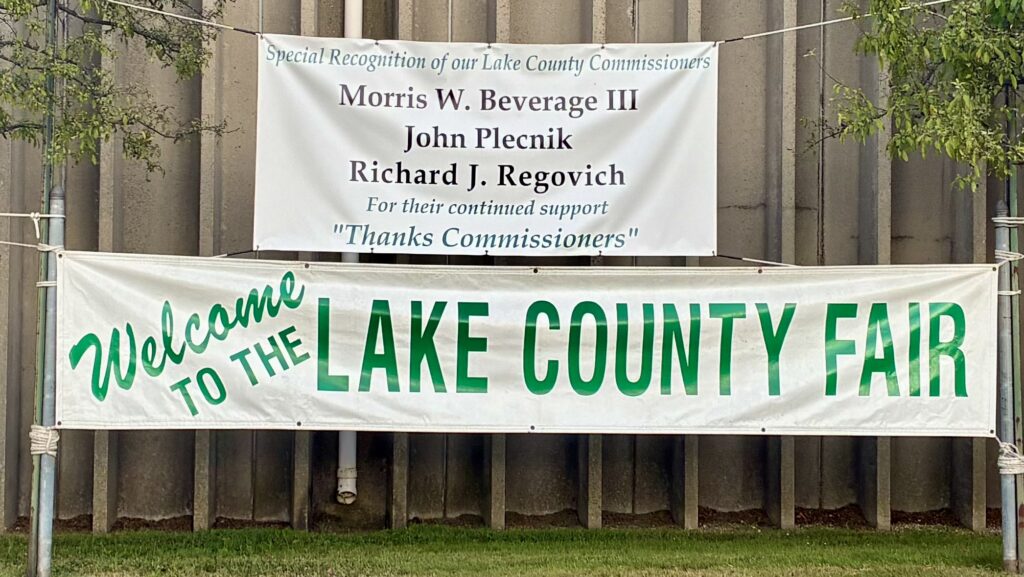 Special Recognition of our Lake County Commissioners
Morris W. Beverage III
John Plecnik
Richard J. Regovich
For their continued support
"Thanks Commissioners"
Welcome
TO THE
LAKE COUNTY FAIR